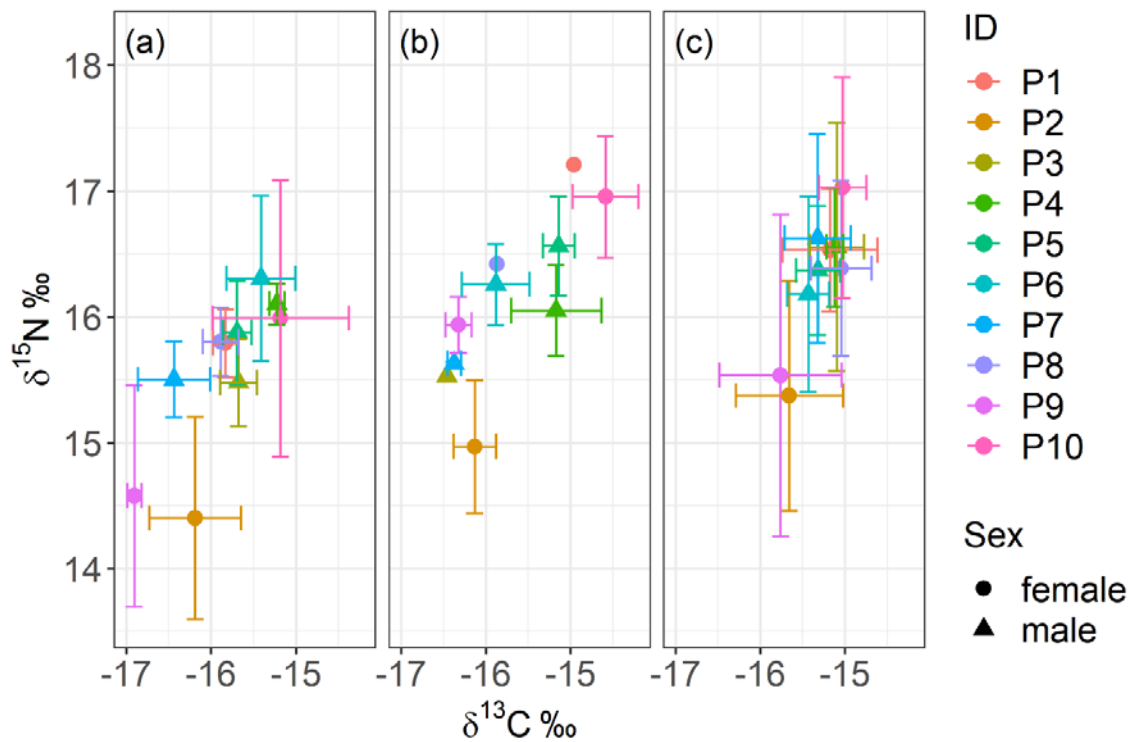 (a)
(b)
(c)
18
17
16
15
14
-17
-16
-15
-17
-16
-15
-17
-16
-15
δ15N ‰
δ13C ‰
ID
P1
P2
P3
P4
P5
P6
P7
P8
P9
P10
Sex
female
male